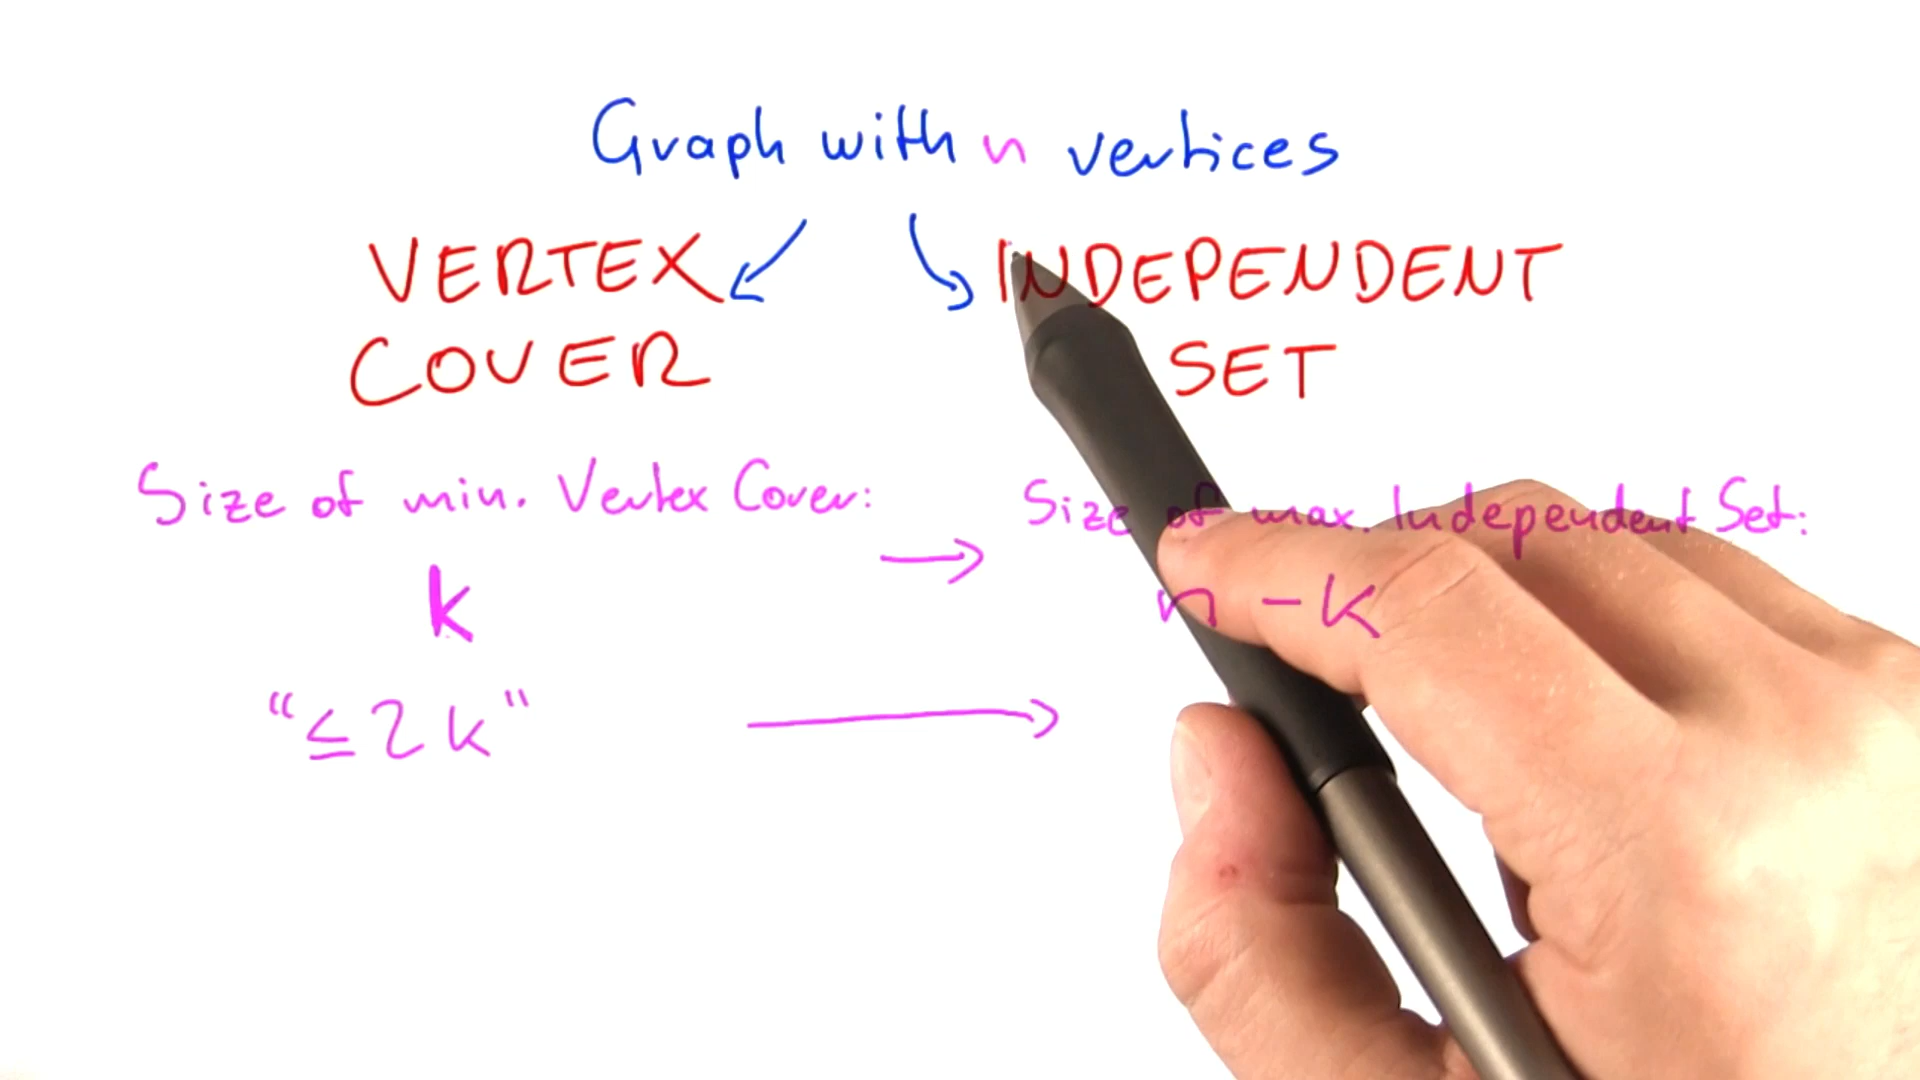 Graph with n vertices
VERTEX
COVER
INDEPENDENT
SET
Size of min. Vertex Cover:
k
Size of max. Independent Set:
n - k
"≤ 2k"